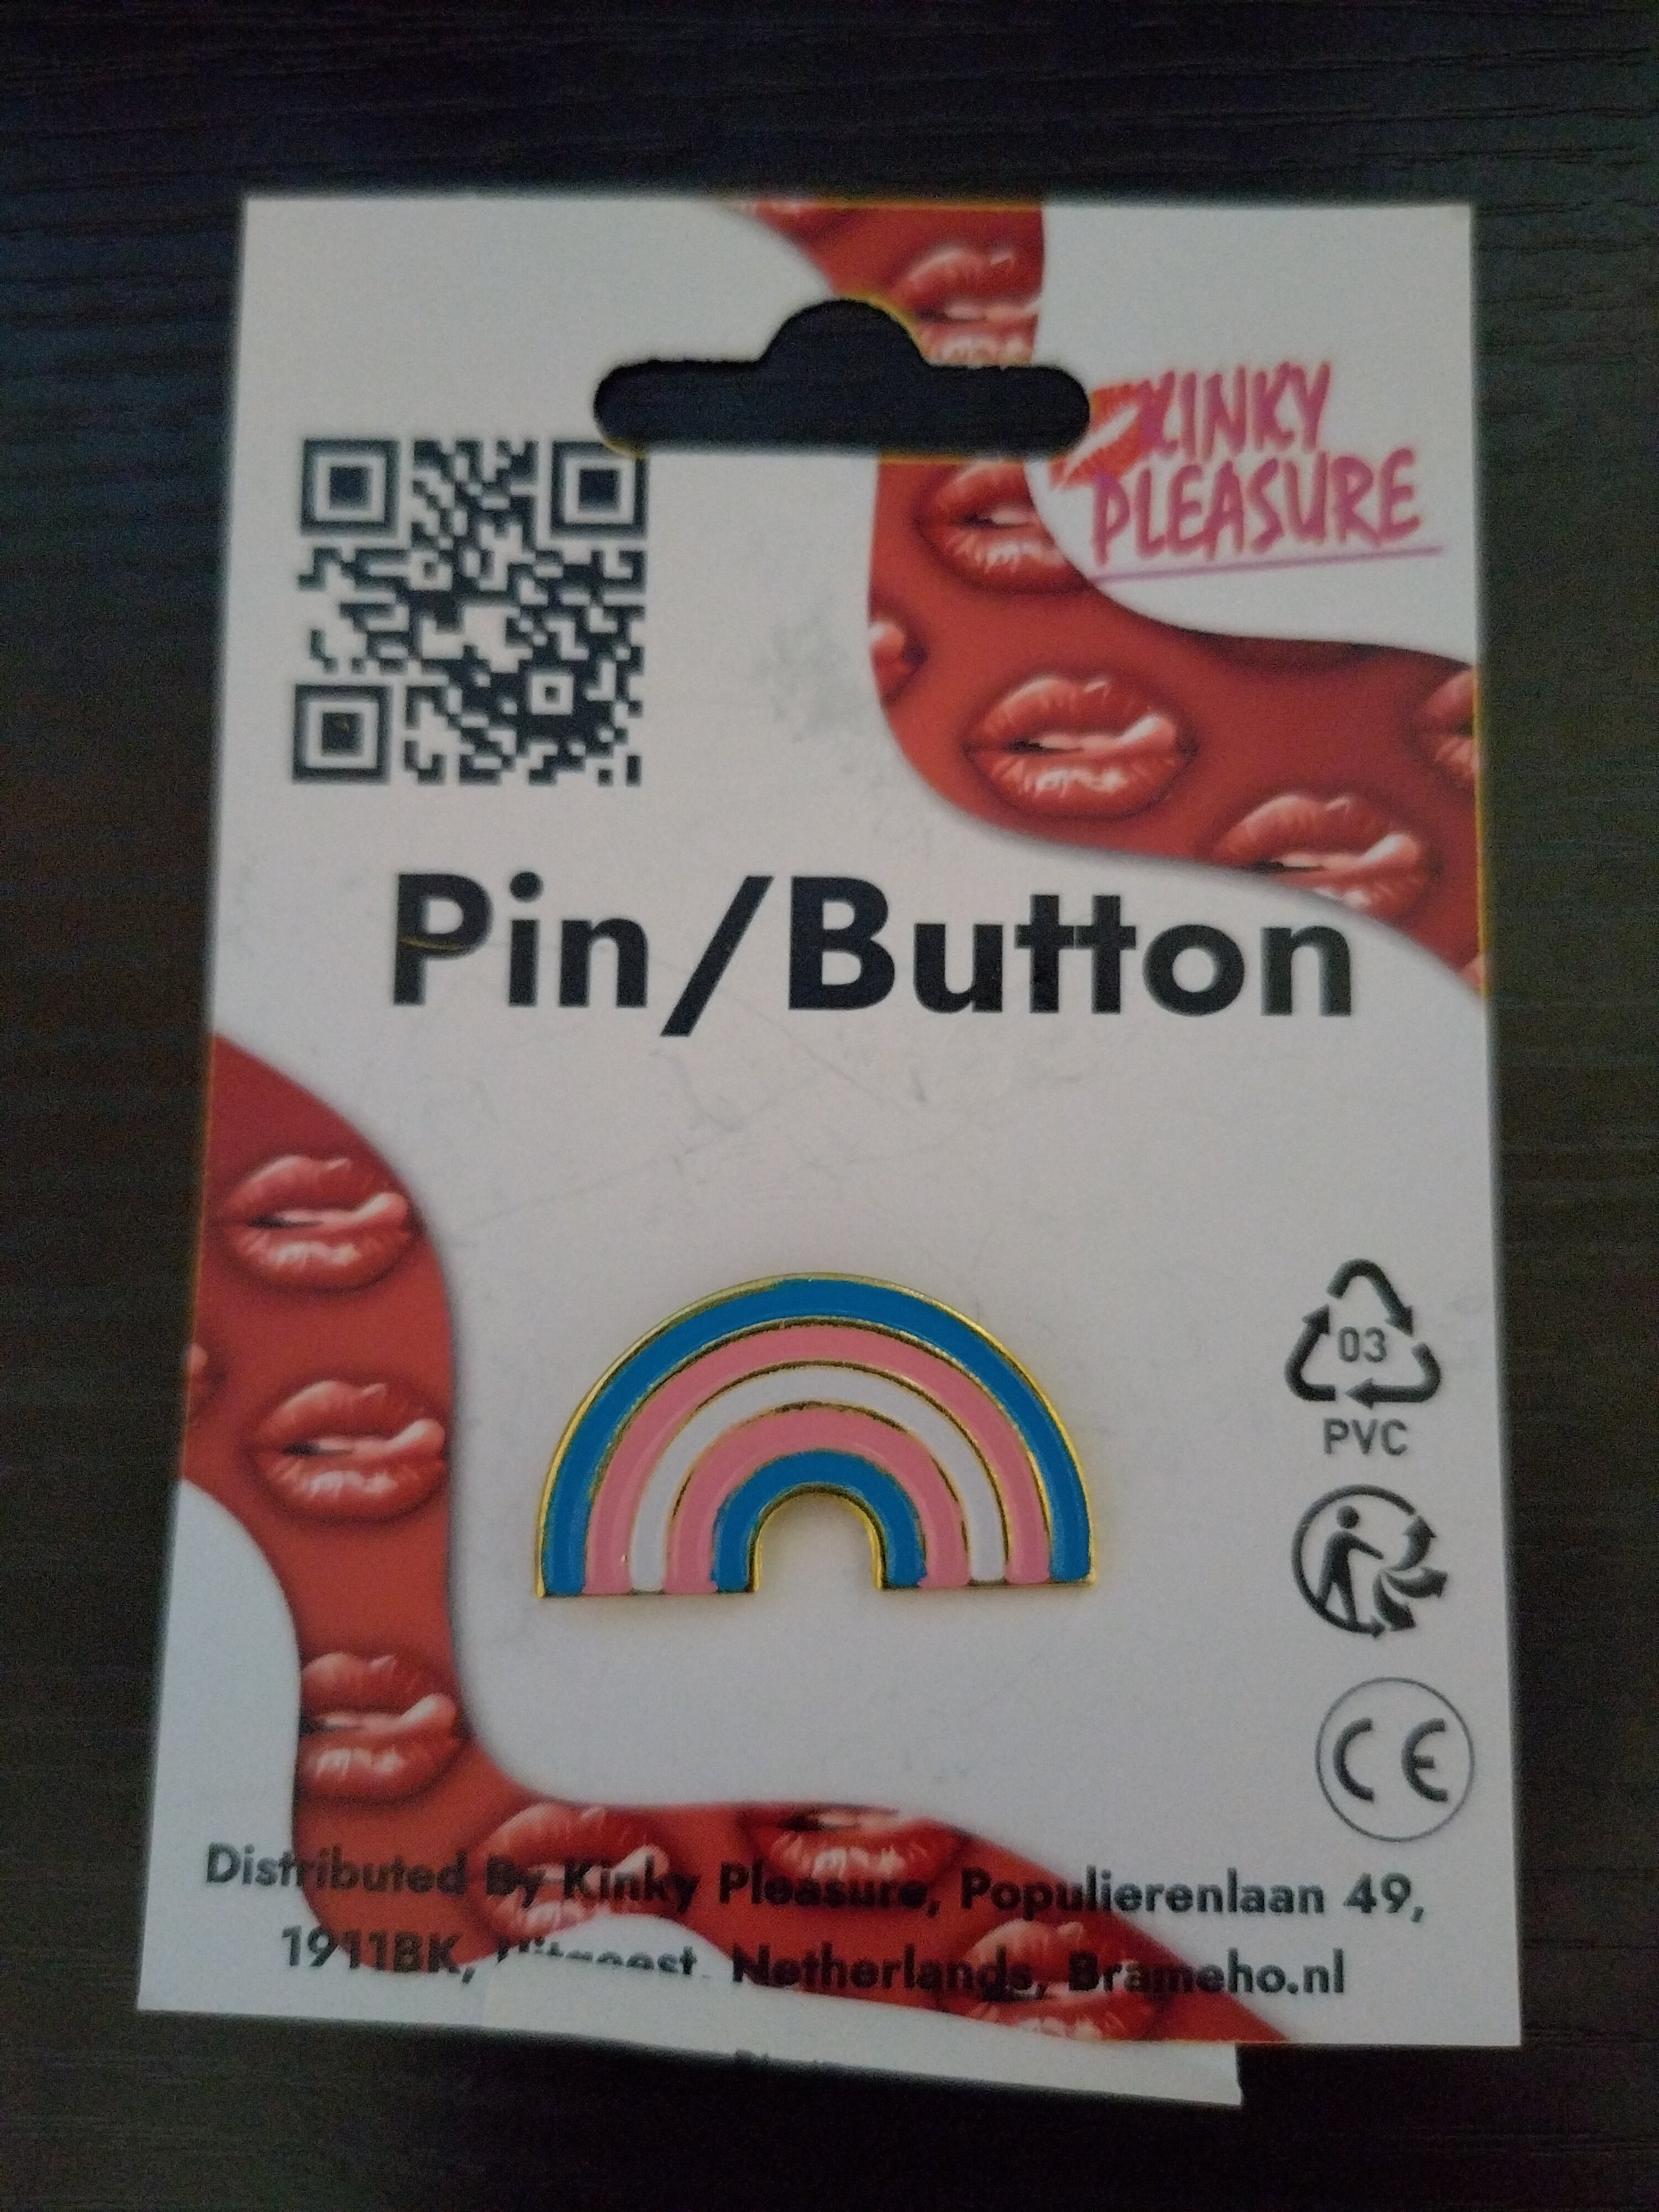 KINKY
PLEASURE
Pin/Button
03
PVC
CE
Distributed By Kinky Pleasure, Populierenlaan 49,
1911BK, Netherlands, Brameho.nl